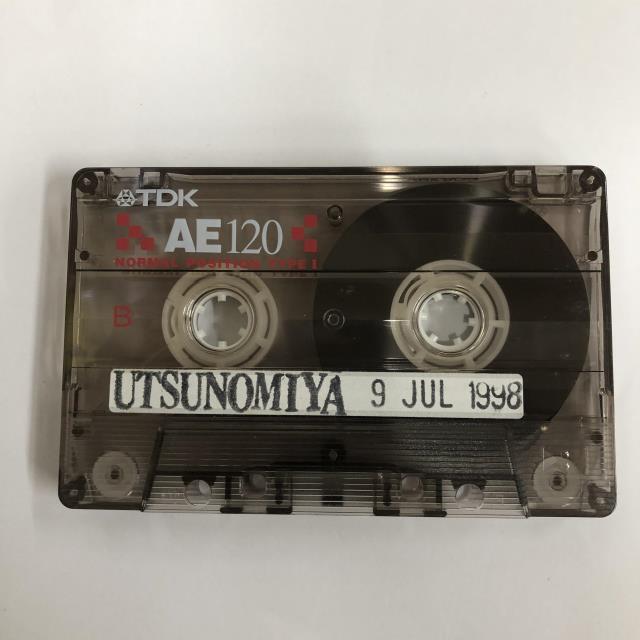 TDK
AE120
NORMAL POSITION TYPE I
B
UTSUNOMIYA 9 JUL 1998